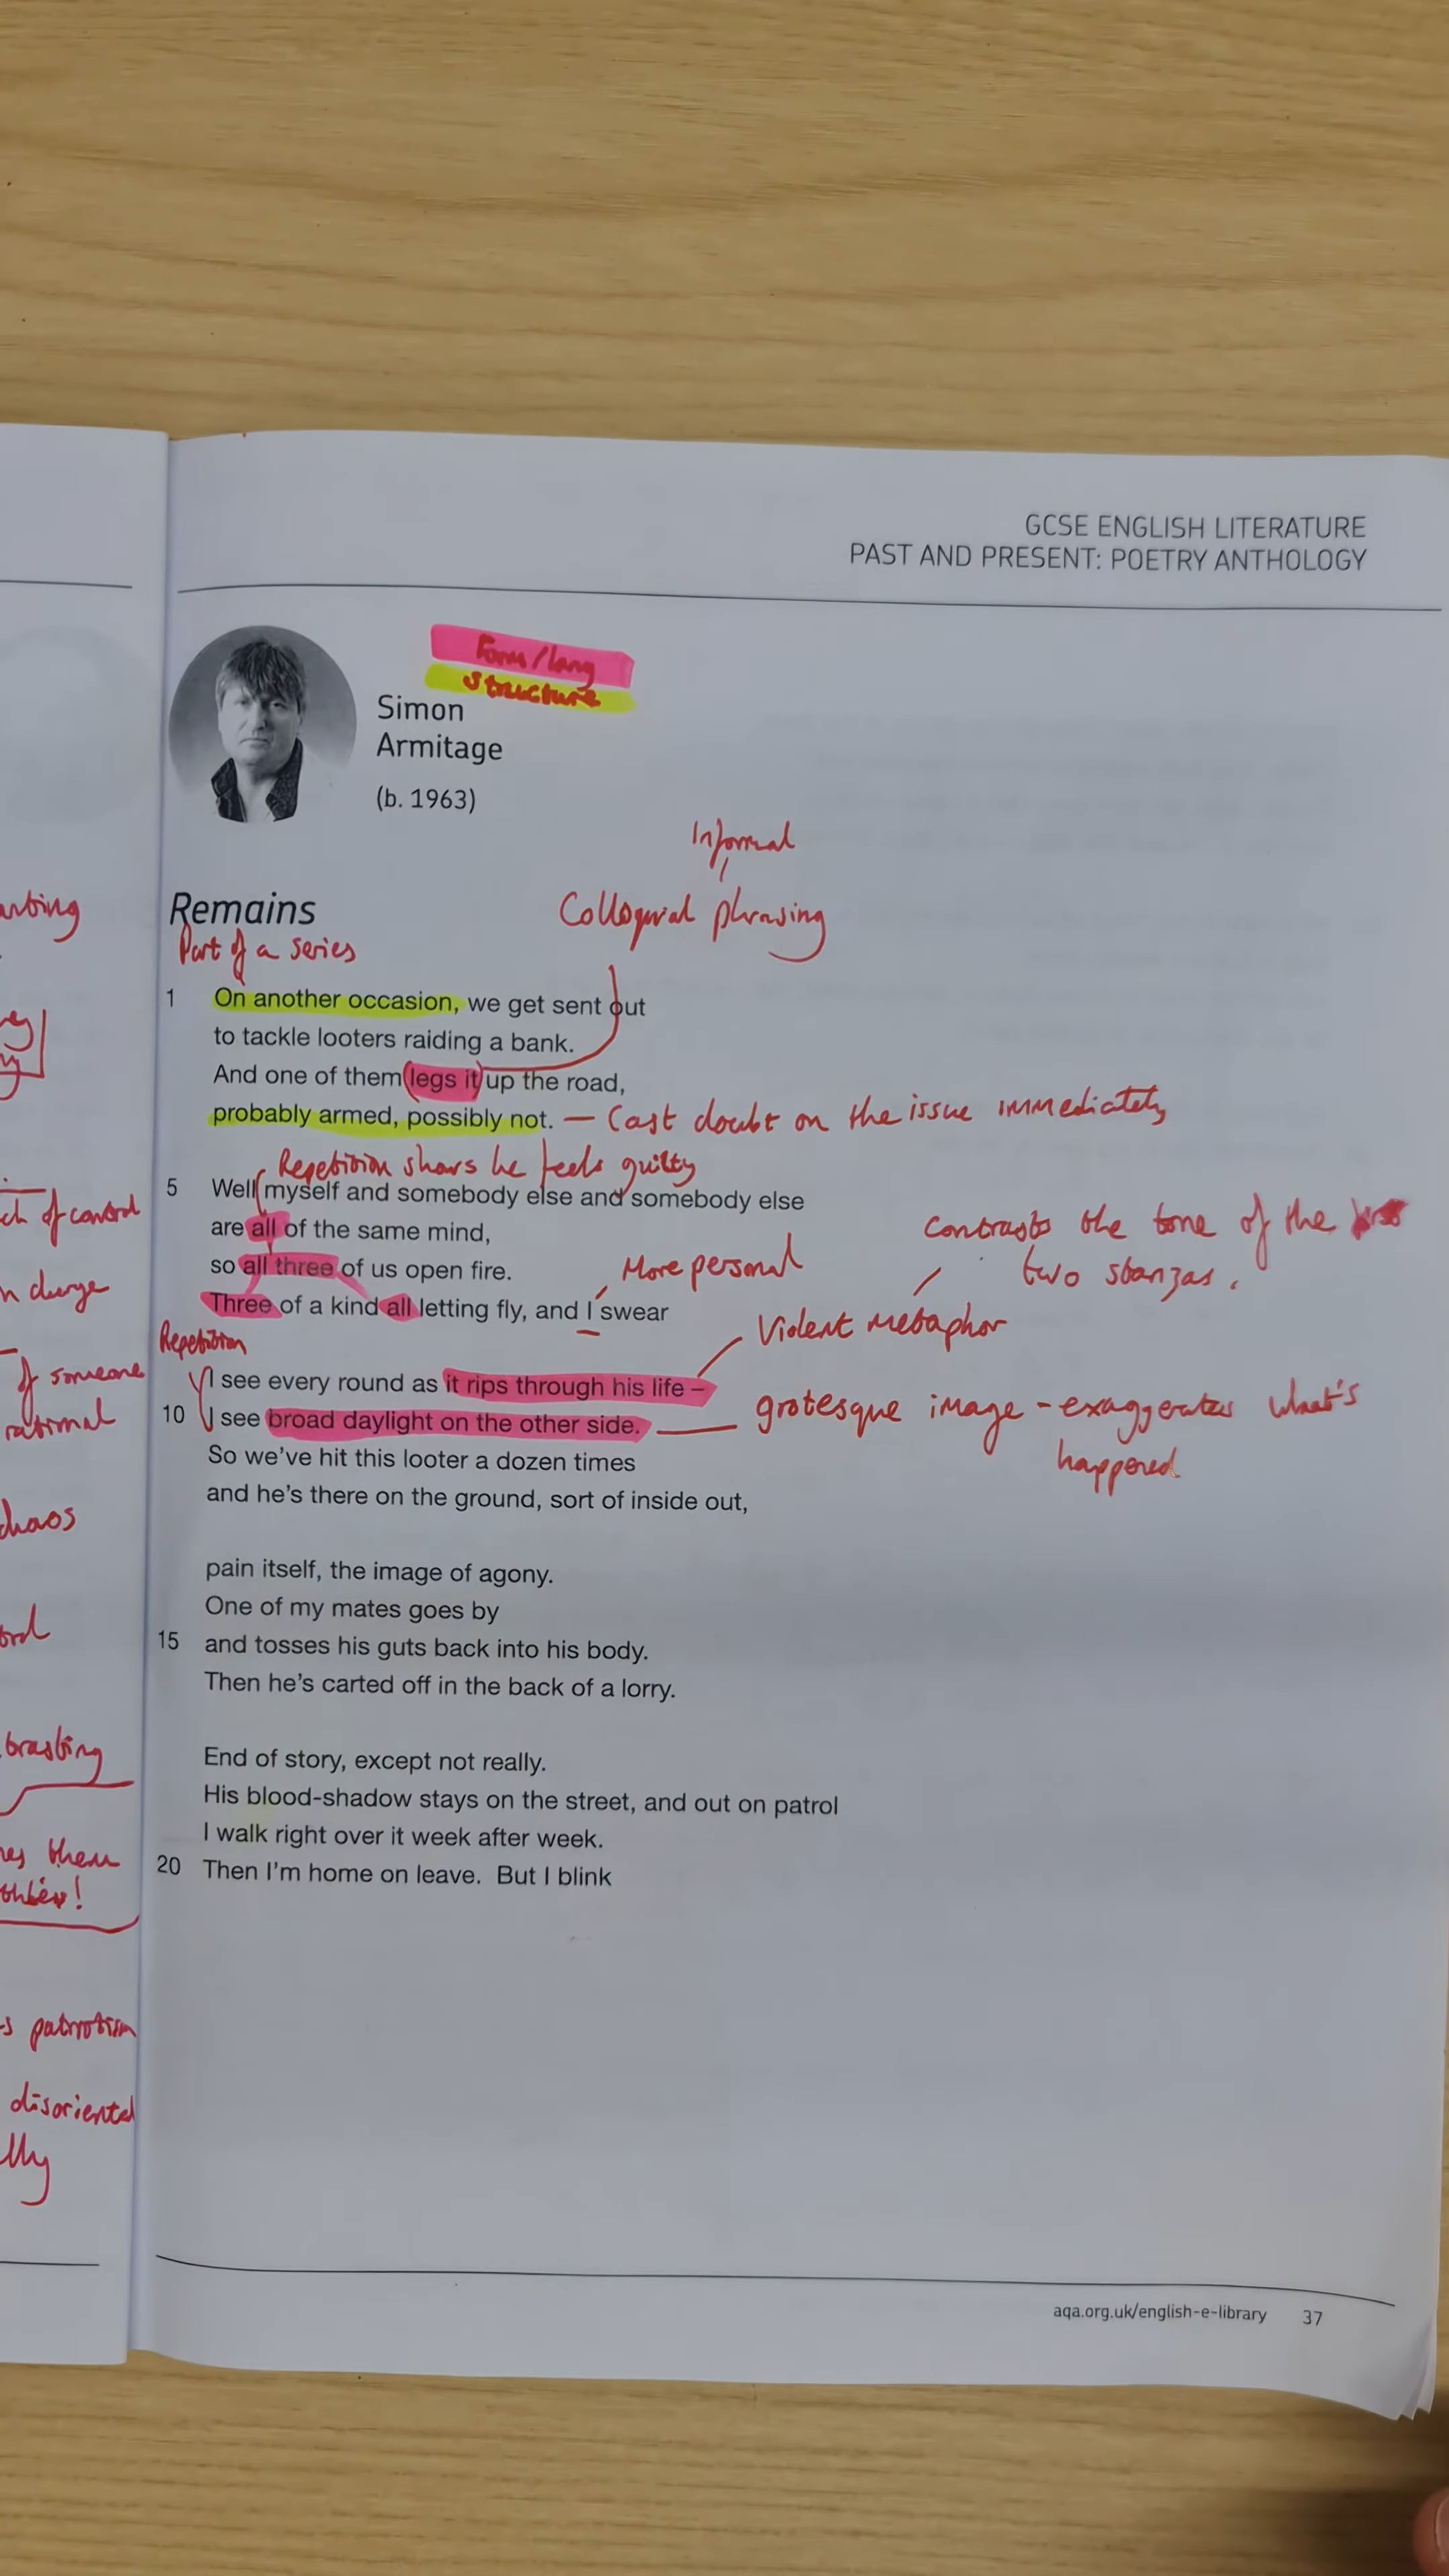 GCSE ENGLISH LITERATURE
PAST AND PRESENT: POETRY ANTHOLOGY
Form/lang
structure
Simon
Armitage
(b. 1963)
Informal
Colloquial phrasing
Remains
Part of a series
1 On another occasion, we get sent out
to tackle looters raiding a bank.
And one of them legs it up the road,
probably armed, possibly not. — Cast doubt on the issue immediately
Repetition shows he feels guilty
5 Well myself and somebody else and somebody else
are all of the same mind,
so all three of us open fire.
More personal
Three of a kind all letting fly, and I swear
contrasts the tone of the
two stanzas.
Violent metaphor
Repetition
I see every round as it rips through his life –
10 I see broad daylight on the other side.
grotesque image - exaggerates what's
happened
So we've hit this looter a dozen times
and he's there on the ground, sort of inside out,
pain itself, the image of agony.
One of my mates goes by
15 and tosses his guts back into his body.
Then he's carted off in the back of a lorry.
End of story, except not really.
His blood-shadow stays on the street, and out on patrol
I walk right over it week after week.
20 Then I'm home on leave. But I blink
aqa.org.uk/english-e-library 37
of control
of someone
rational
chaos
them
patriotism